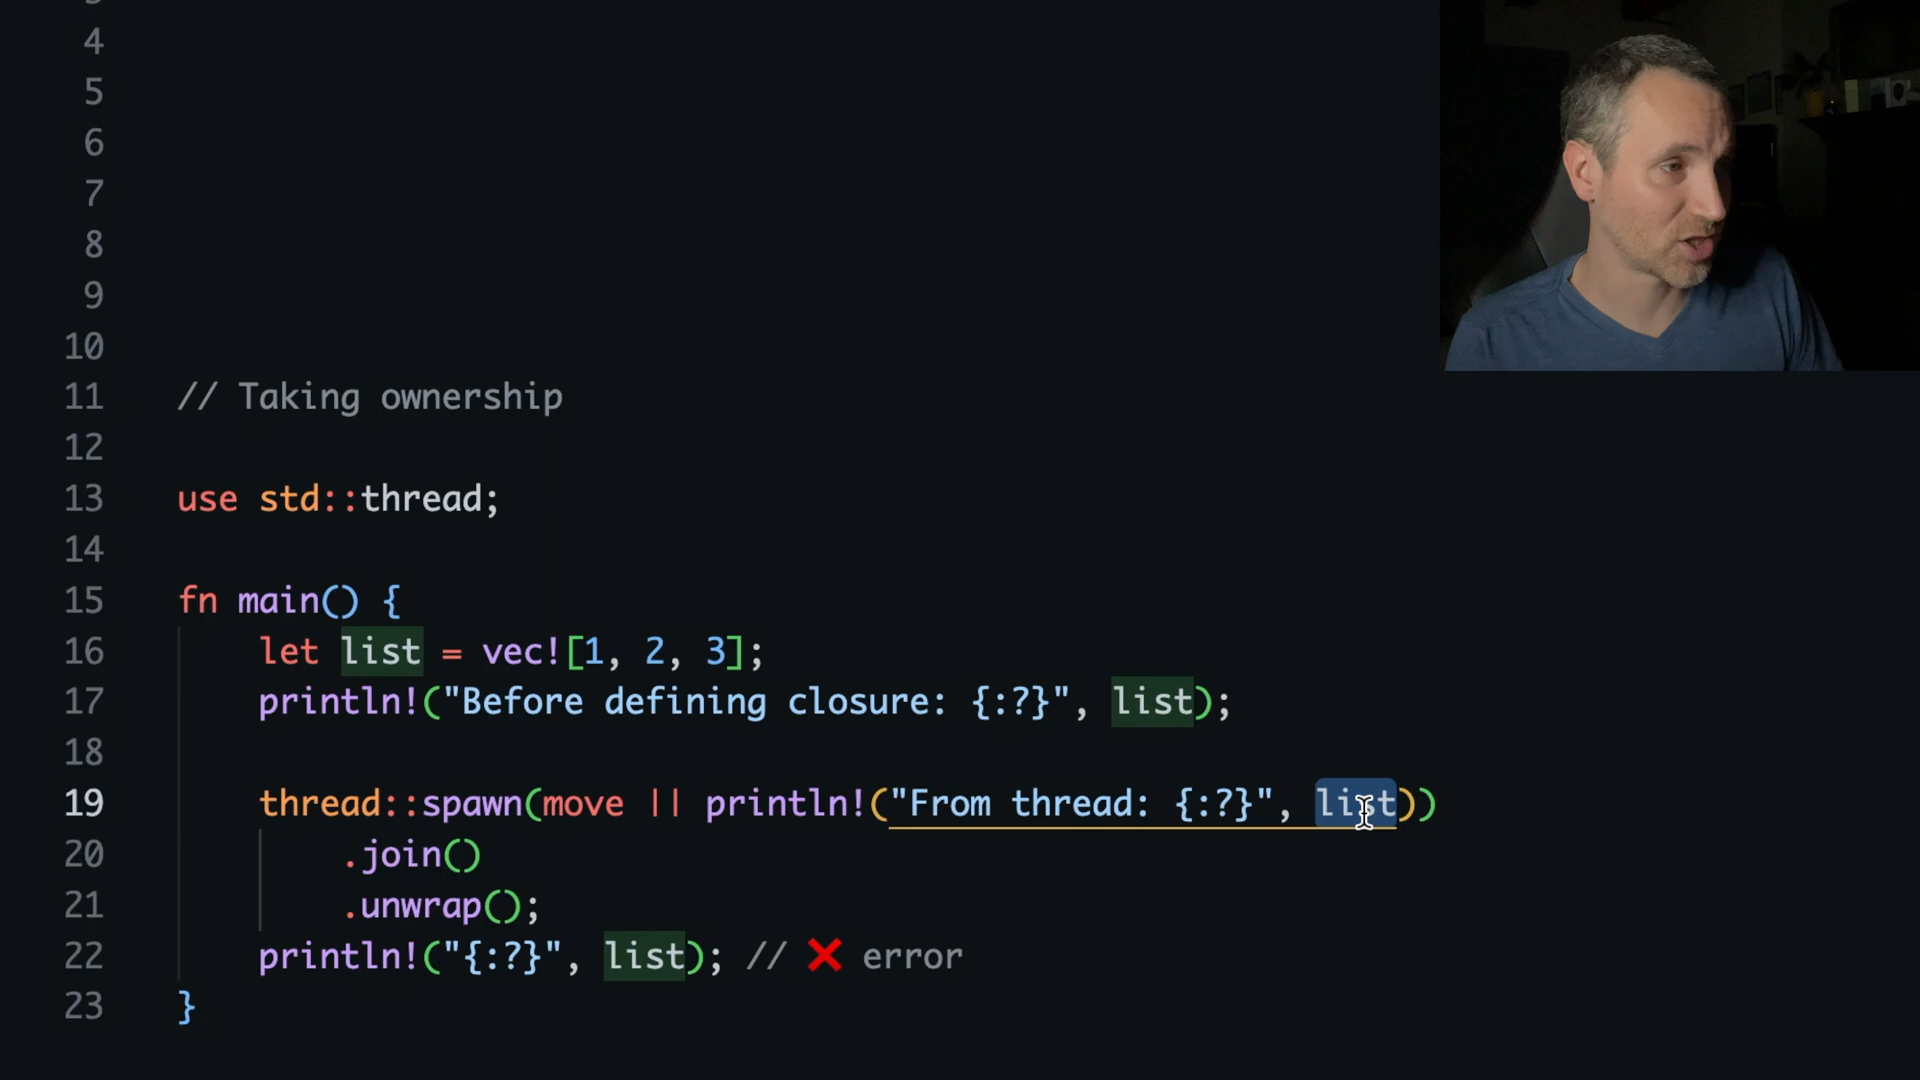 4
5
6
7
8
9
10
11 // Taking ownership
12
13 use std::thread;
14
15 fn main() {
16 let list = vec![1, 2, 3];
17 println!("Before defining closure: {:?}", list);
18
19 thread::spawn(move || println!("From thread: {:?}", list))
20 .join()
21 .unwrap();
22 println!("{:?}", list); // ❌ error
23 }